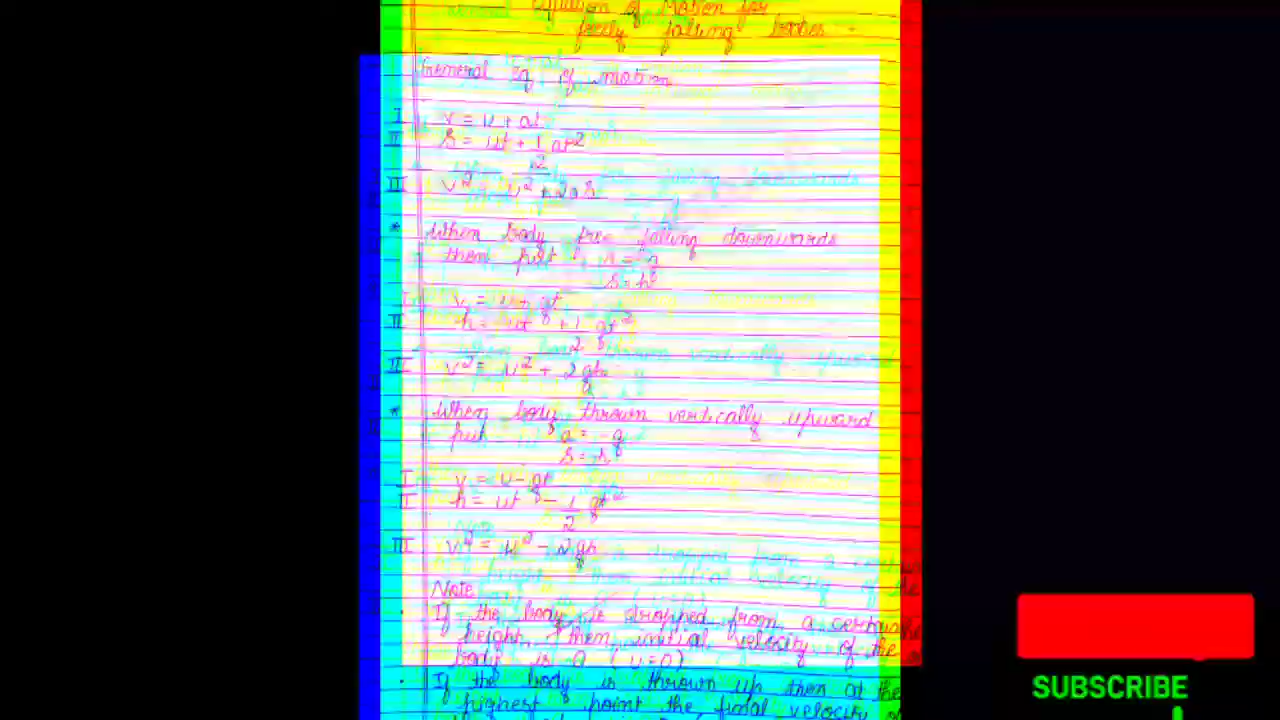 Equation of Motion for
freely falling bodies -
General Eq of motion
I v = u + at
II S = ut + 1 at²
2
III v² = u² + 2as
* When body free falling downwards
then put a = g
S = h
I v = u + gt
II h = ut + 1 gt²
2
III v² = u² + 2gh
* When body thrown vertically upward
put a = -g
S = h
I v = u - gt
II h = ut - 1 gt²
2
III v² = u² - 2gh
Note
· If the body is dropped from a certain
height, then initial velocity of the
body is 0 (u=0)
· If the body is thrown up then at the
highest point the final velocity of
SUBSCRIBE